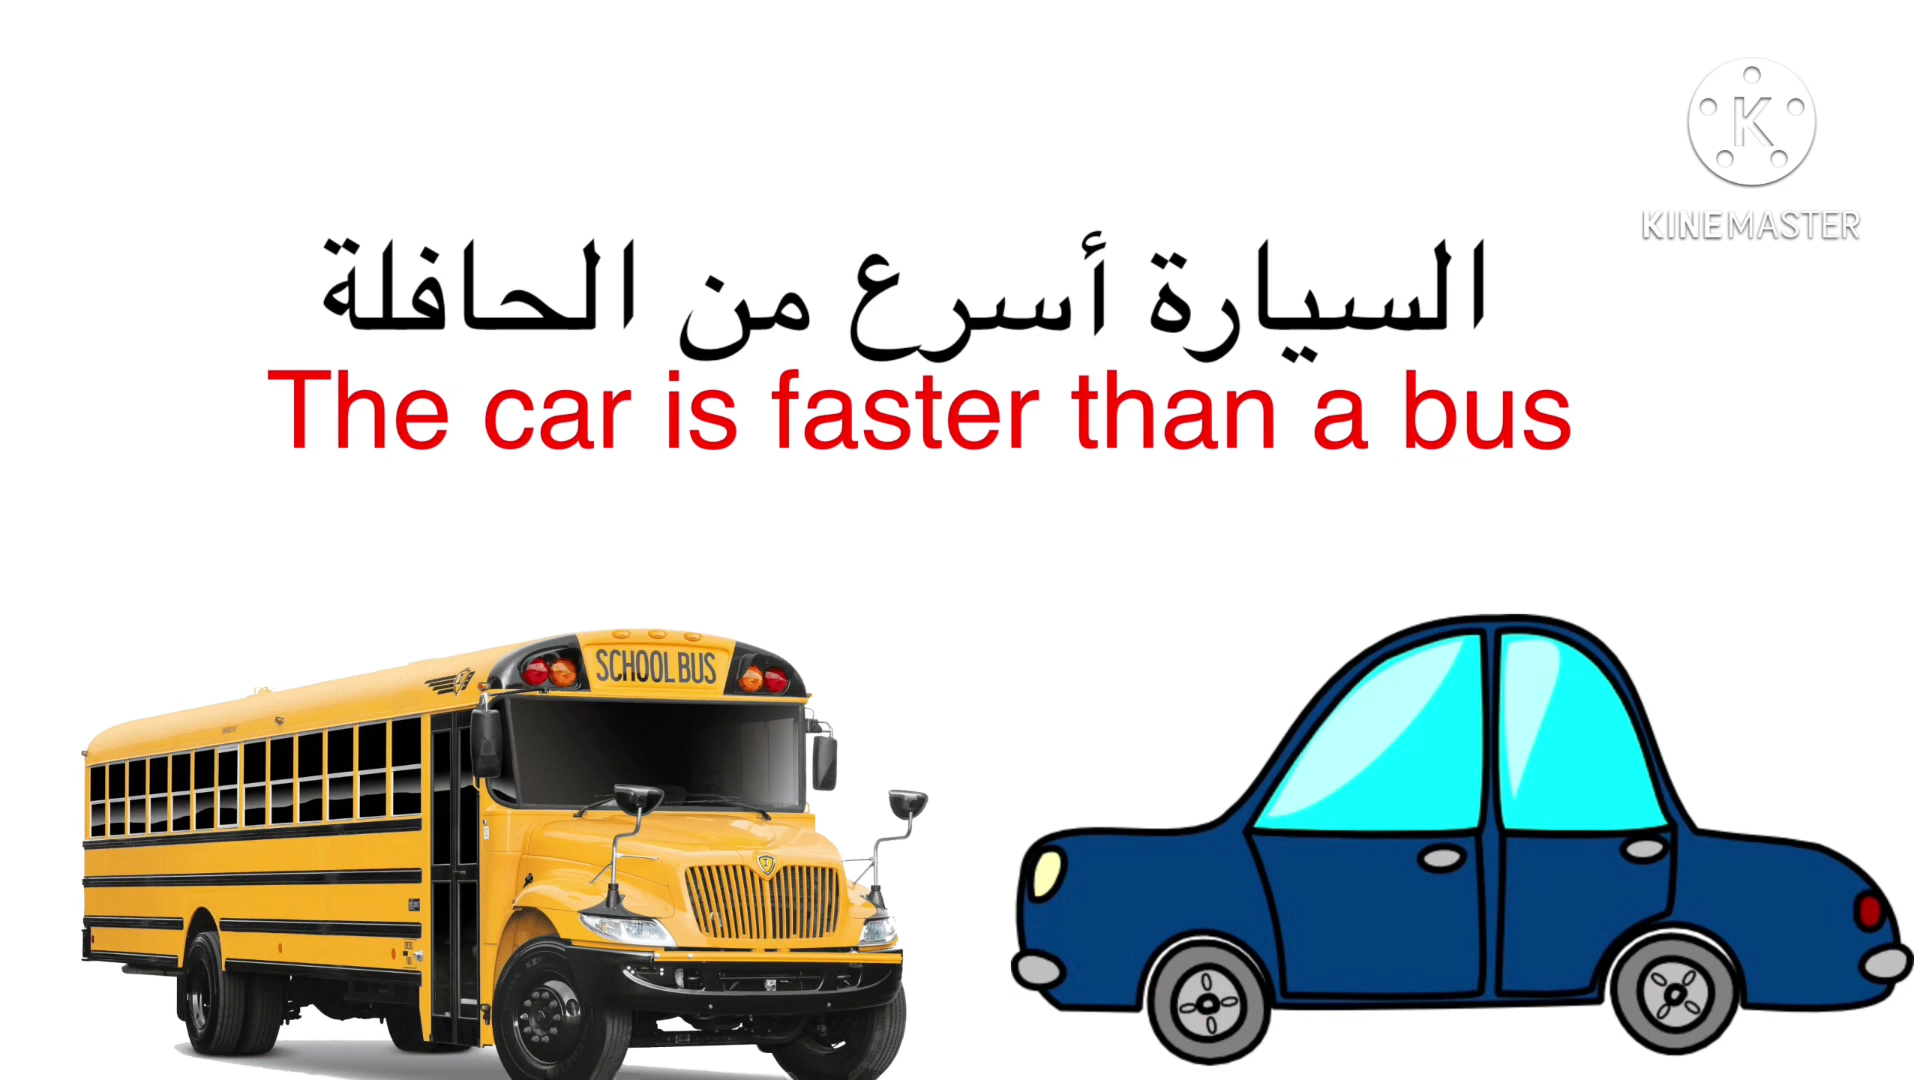 K
KINEMASTER
السيارة أسرع من الحافلة
The car is faster than a bus
SCHOOL BUS